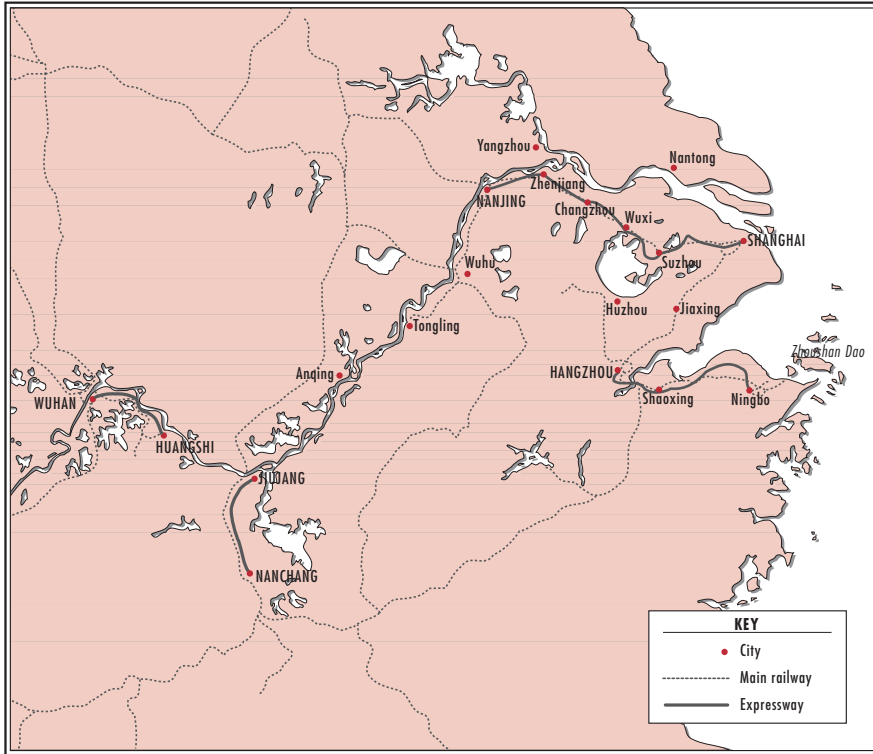 Yangzhou
Nantong
Zhenjiang
NANJING
Changzhou
Wuxi
SHANGHAI
Suzhou
Wuhu
Huzhou
Jiaxing
Tongling
Zhoushan Dao
HANGZHOU
Anqing
Shaoxing
Ningbo
WUHAN
HUANGSHI
JIUJIANG
NANCHANG
KEY
City
Main railway
Expressway